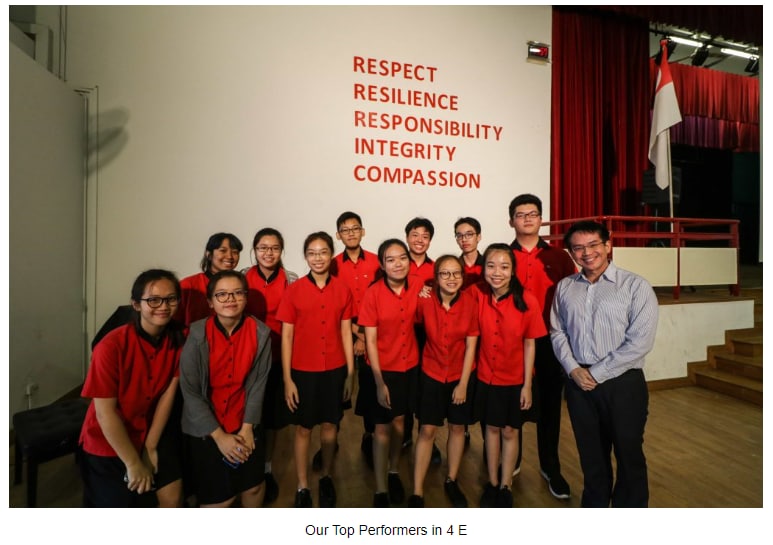 RESPECT
RESILIENCE
RESPONSIBILITY
INTEGRITY
COMPASSION
Our Top Performers in 4 E